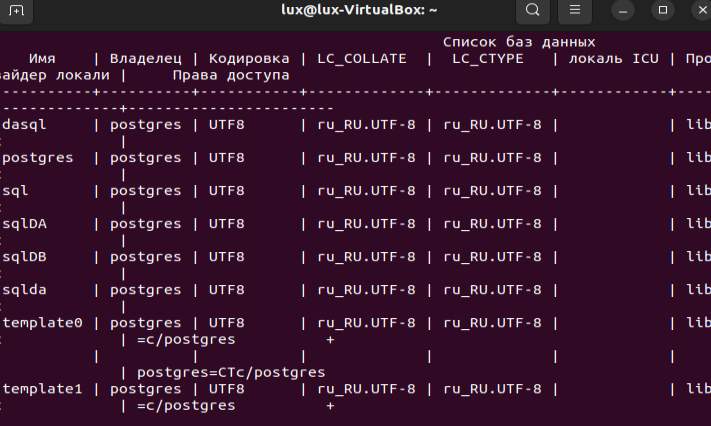 lux@lux-VirtualBox: ~
Список баз данных
Имя | Владелец | Кодировка | LC_COLLATE | LC_CTYPE | локаль ICU | Про
вайдер локали | Права доступа
-----------+----------+-----------+-------------+-------------+------------+----
--------------+-----------------------
dasql | postgres | UTF8 | ru_RU.UTF-8 | ru_RU.UTF-8 | | lib
c |
postgres | postgres | UTF8 | ru_RU.UTF-8 | ru_RU.UTF-8 | | lib
c |
sql | postgres | UTF8 | ru_RU.UTF-8 | ru_RU.UTF-8 | | lib
c |
sqlDA | postgres | UTF8 | ru_RU.UTF-8 | ru_RU.UTF-8 | | lib
c |
sqlDB | postgres | UTF8 | ru_RU.UTF-8 | ru_RU.UTF-8 | | lib
c |
sqlda | postgres | UTF8 | ru_RU.UTF-8 | ru_RU.UTF-8 | | lib
c |
template0 | postgres | UTF8 | ru_RU.UTF-8 | ru_RU.UTF-8 | | lib
c | =c/postgres +
| | | | | |
| postgres=CTc/postgres
template1 | postgres | UTF8 | ru_RU.UTF-8 | ru_RU.UTF-8 | | lib
c | =c/postgres +